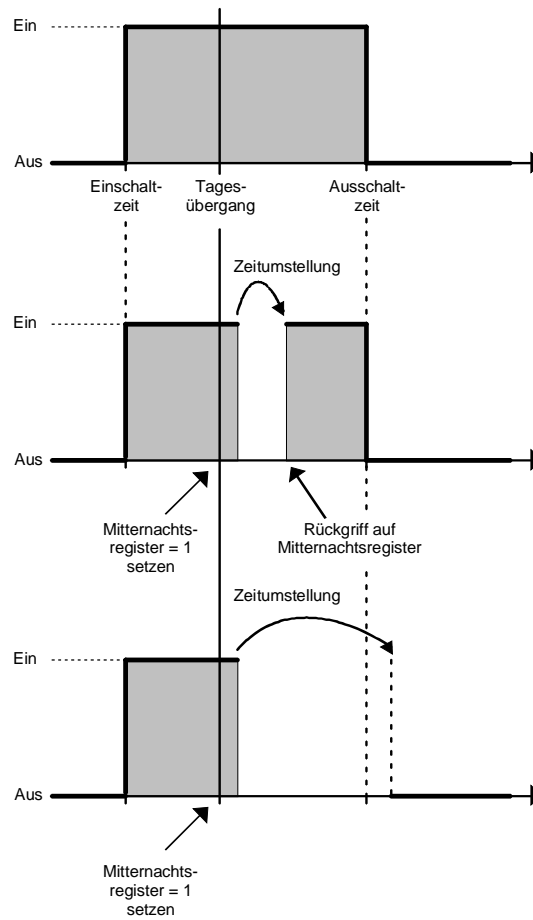 Ein
Aus
Einschalt-
zeit
Tages-
übergang
Ausschalt-
zeit
Zeitumstellung
Ein
Aus
Mitternachts-
register = 1
setzen
Rückgriff auf
Mitternachtsregister
Zeitumstellung
Ein
Aus
Mitternachts-
register = 1
setzen